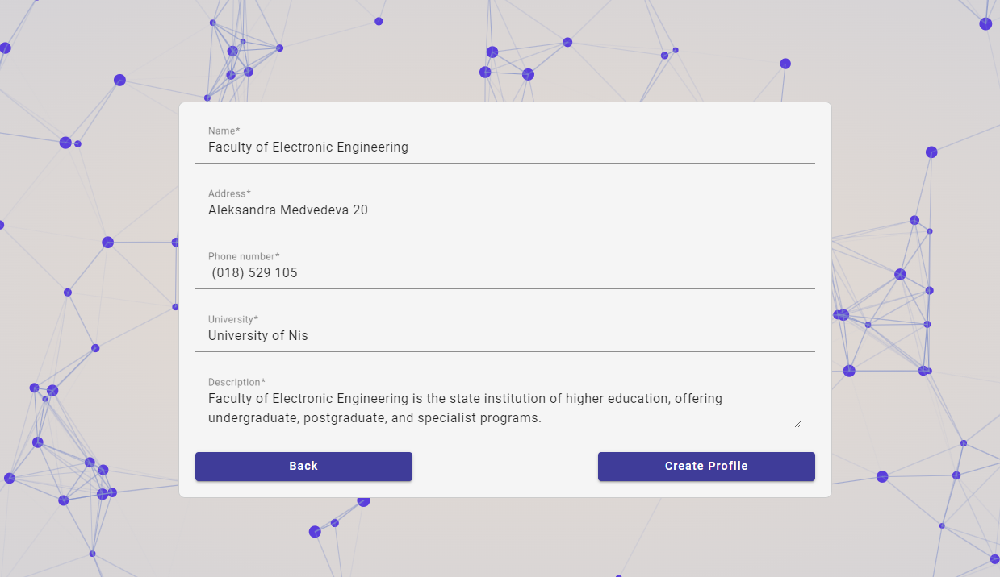 Name*
Faculty of Electronic Engineering
Address*
Aleksandra Medvedeva 20
Phone number*
(018) 529 105
University*
University of Nis
Description*
Faculty of Electronic Engineering is the state institution of higher education, offering
undergraduate, postgraduate, and specialist programs.
Back
Create Profile